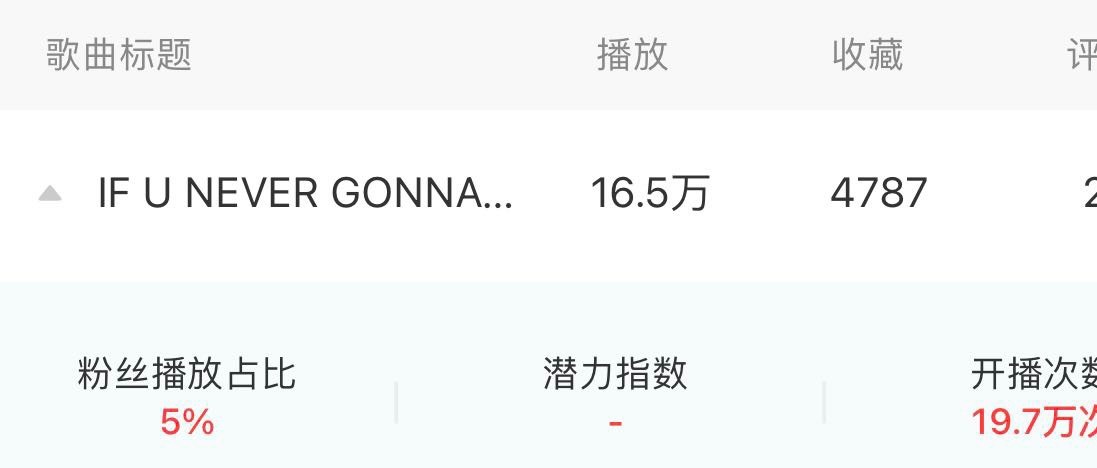 歌曲标题 播放 收藏 评
IF U NEVER GONNA... 16.5万 4787 2
粉丝播放占比 潜力指数 开播次数
5% - 19.7万次